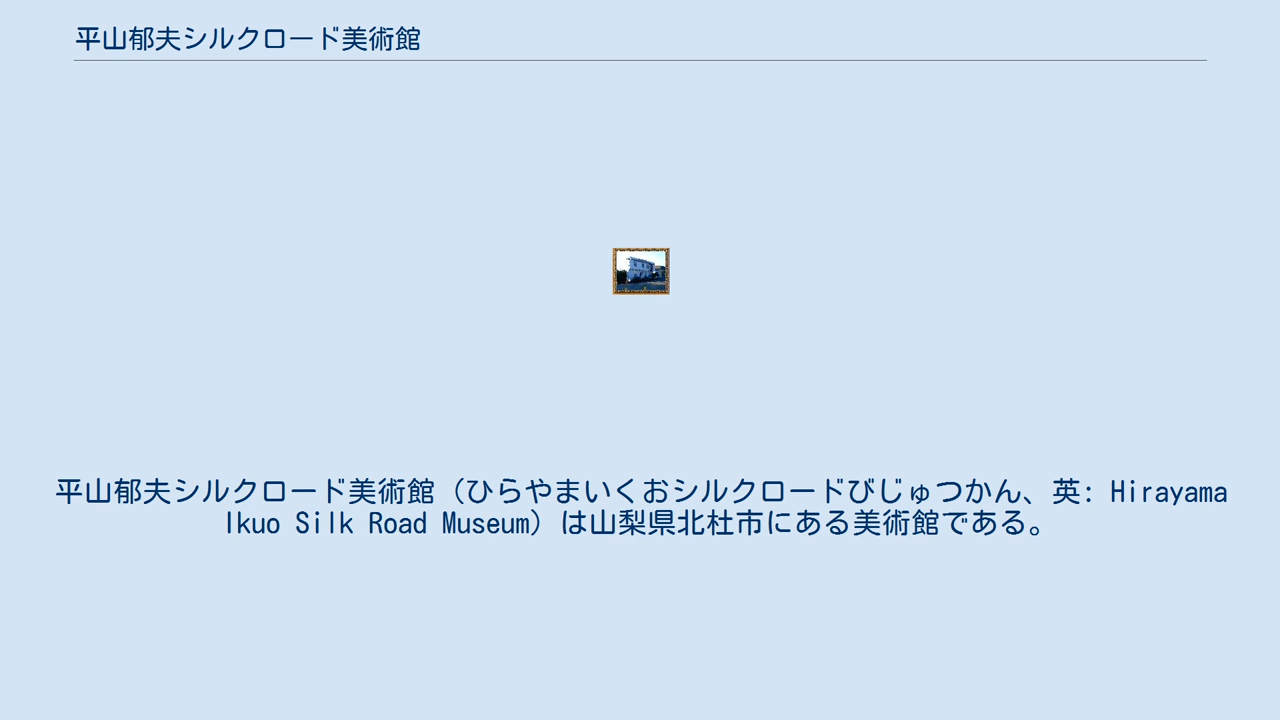 平山郁夫シルクロード美術館
平山郁夫シルクロード美術館（ひらやまいくおシルクロードびじゅつかん、英: Hirayama
Ikuo Silk Road Museum）は山梨県北杜市にある美術館である。